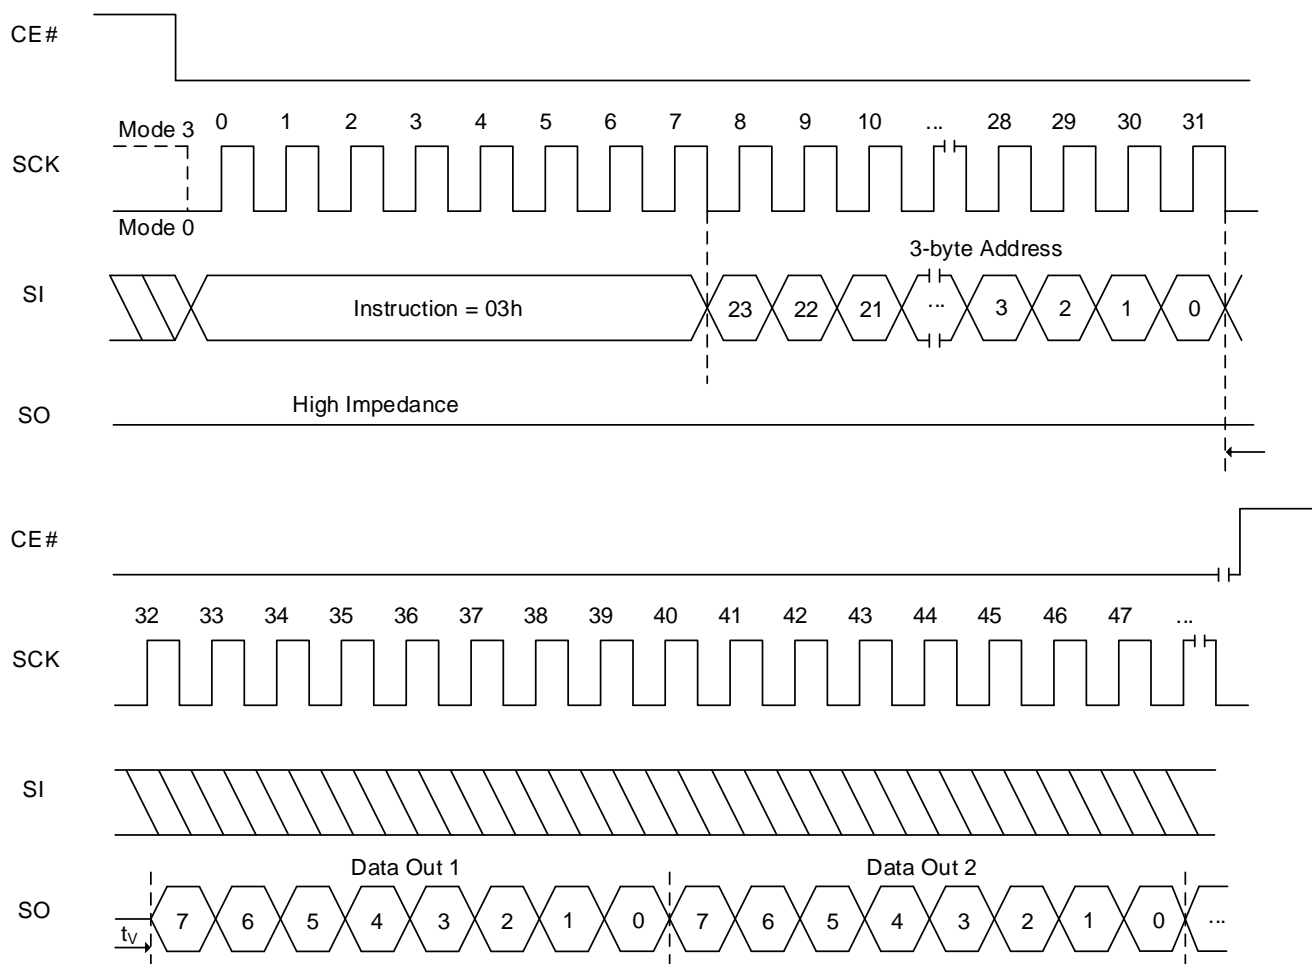 CE#
Mode 3 0 1 2 3 4 5 6 7 8 9 10 ... 28 29 30 31
SCK
Mode 0
3-byte Address
SI
Instruction = 03h 23 22 21 ... 3 2 1 0
High Impedance
SO
CE#
32 33 34 35 36 37 38 39 40 41 42 43 44 45 46 47 ...
SCK
SI
Data Out 1 Data Out 2
SO
tV 7 6 5 4 3 2 1 0 7 6 5 4 3 2 1 0 ...